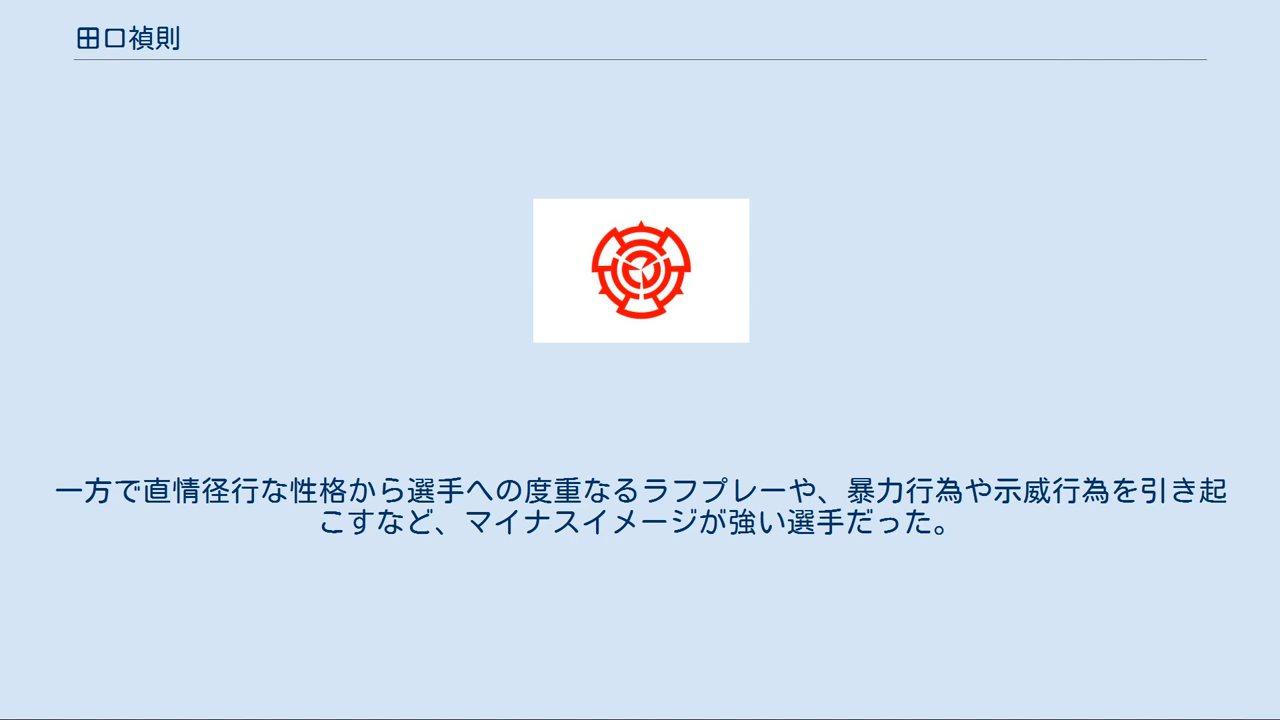 田口禎則
一方で直情径行な性格から選手への度重なるラフプレーや、暴力行為や示威行為を引き起
こすなど、マイナスイメージが強い選手だった。